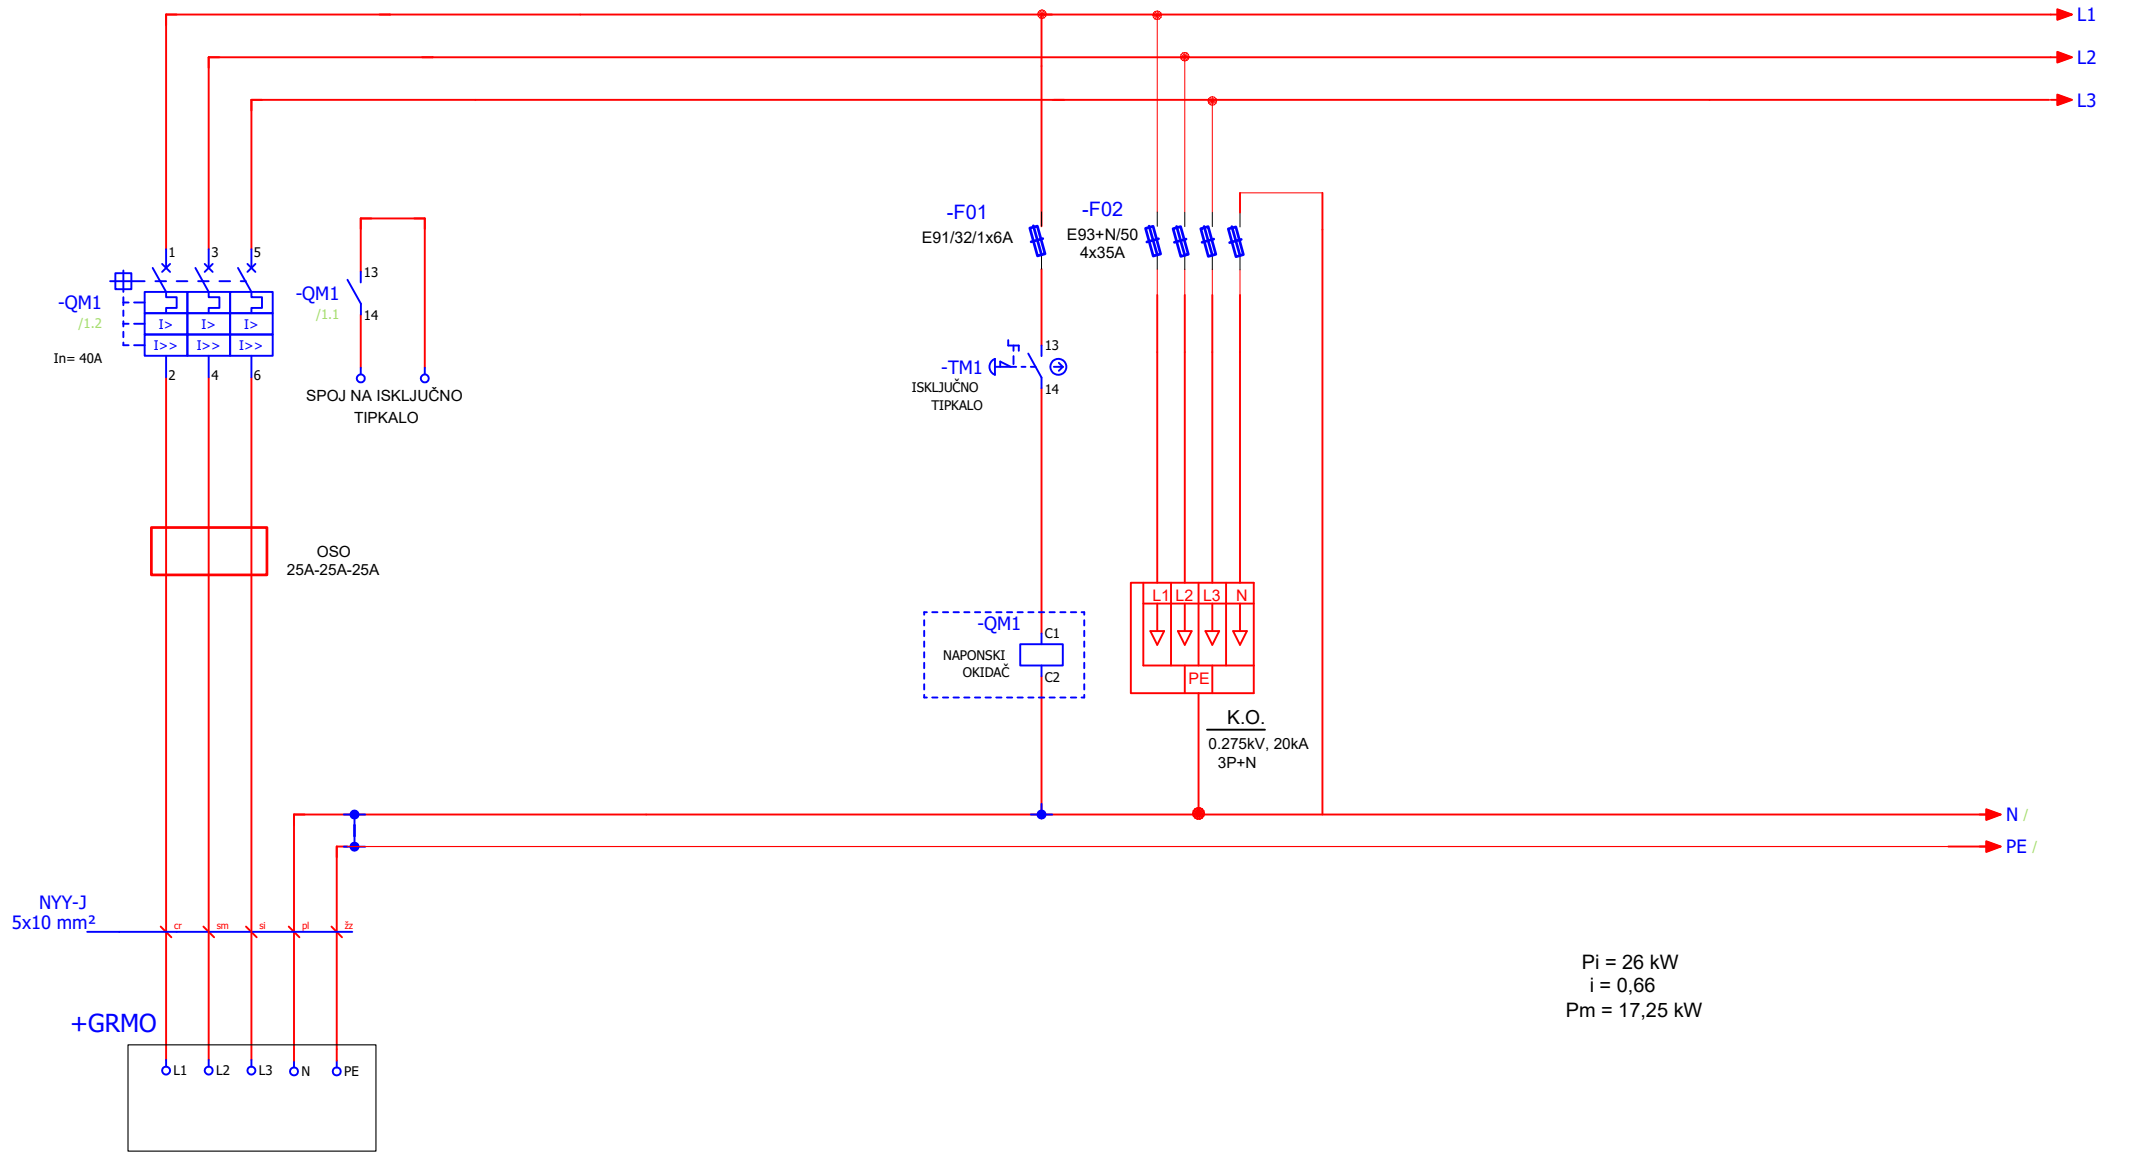 L1
L2
L3
-QM1
/1.2
In= 40A
1
3
5
I>
I>
I>
I>>
I>>
I>>
2
4
6
-QM1
/1.1
13
14
SPOJ NA ISKLJUČNO
TIPKALO
OSO
25A-25A-25A
-F01
E91/32/1x6A
-F02
E93+N/50
4x35A
-TM1
ISKLJUČNO
TIPKALO
13
14
-QM1
NAPONSKI
OKIDAČ
C1
C2
L1 L2 L3 N
PE
K.O.
0.275kV, 20kA
3P+N
N /
PE /
NYY-J
5x10 mm²
cr
sm
si
pl
žz
+GRMO
L1
L2
L3
N
PE
Pi = 26 kW
i = 0,66
Pm = 17,25 kW